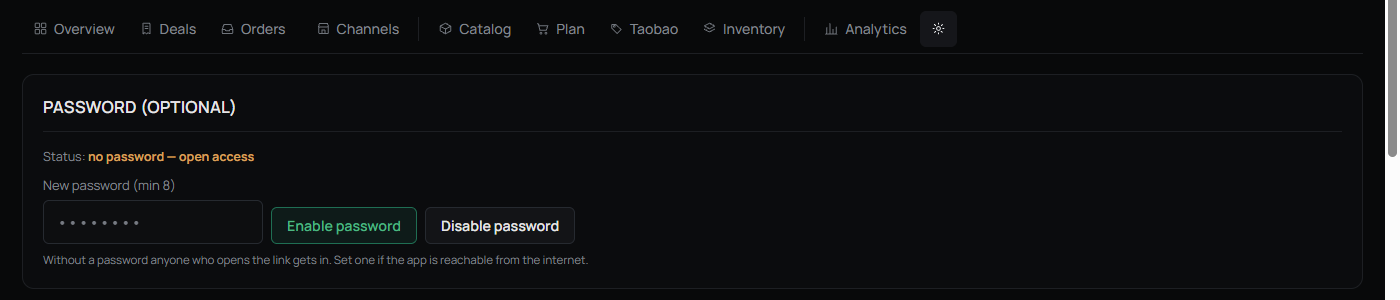 Overview Deals Orders Channels Catalog Plan Taobao Inventory Analytics
PASSWORD (OPTIONAL)
Status: no password — open access
New password (min 8)
••••••••
Enable password Disable password
Without a password anyone who opens the link gets in. Set one if the app is reachable from the internet.